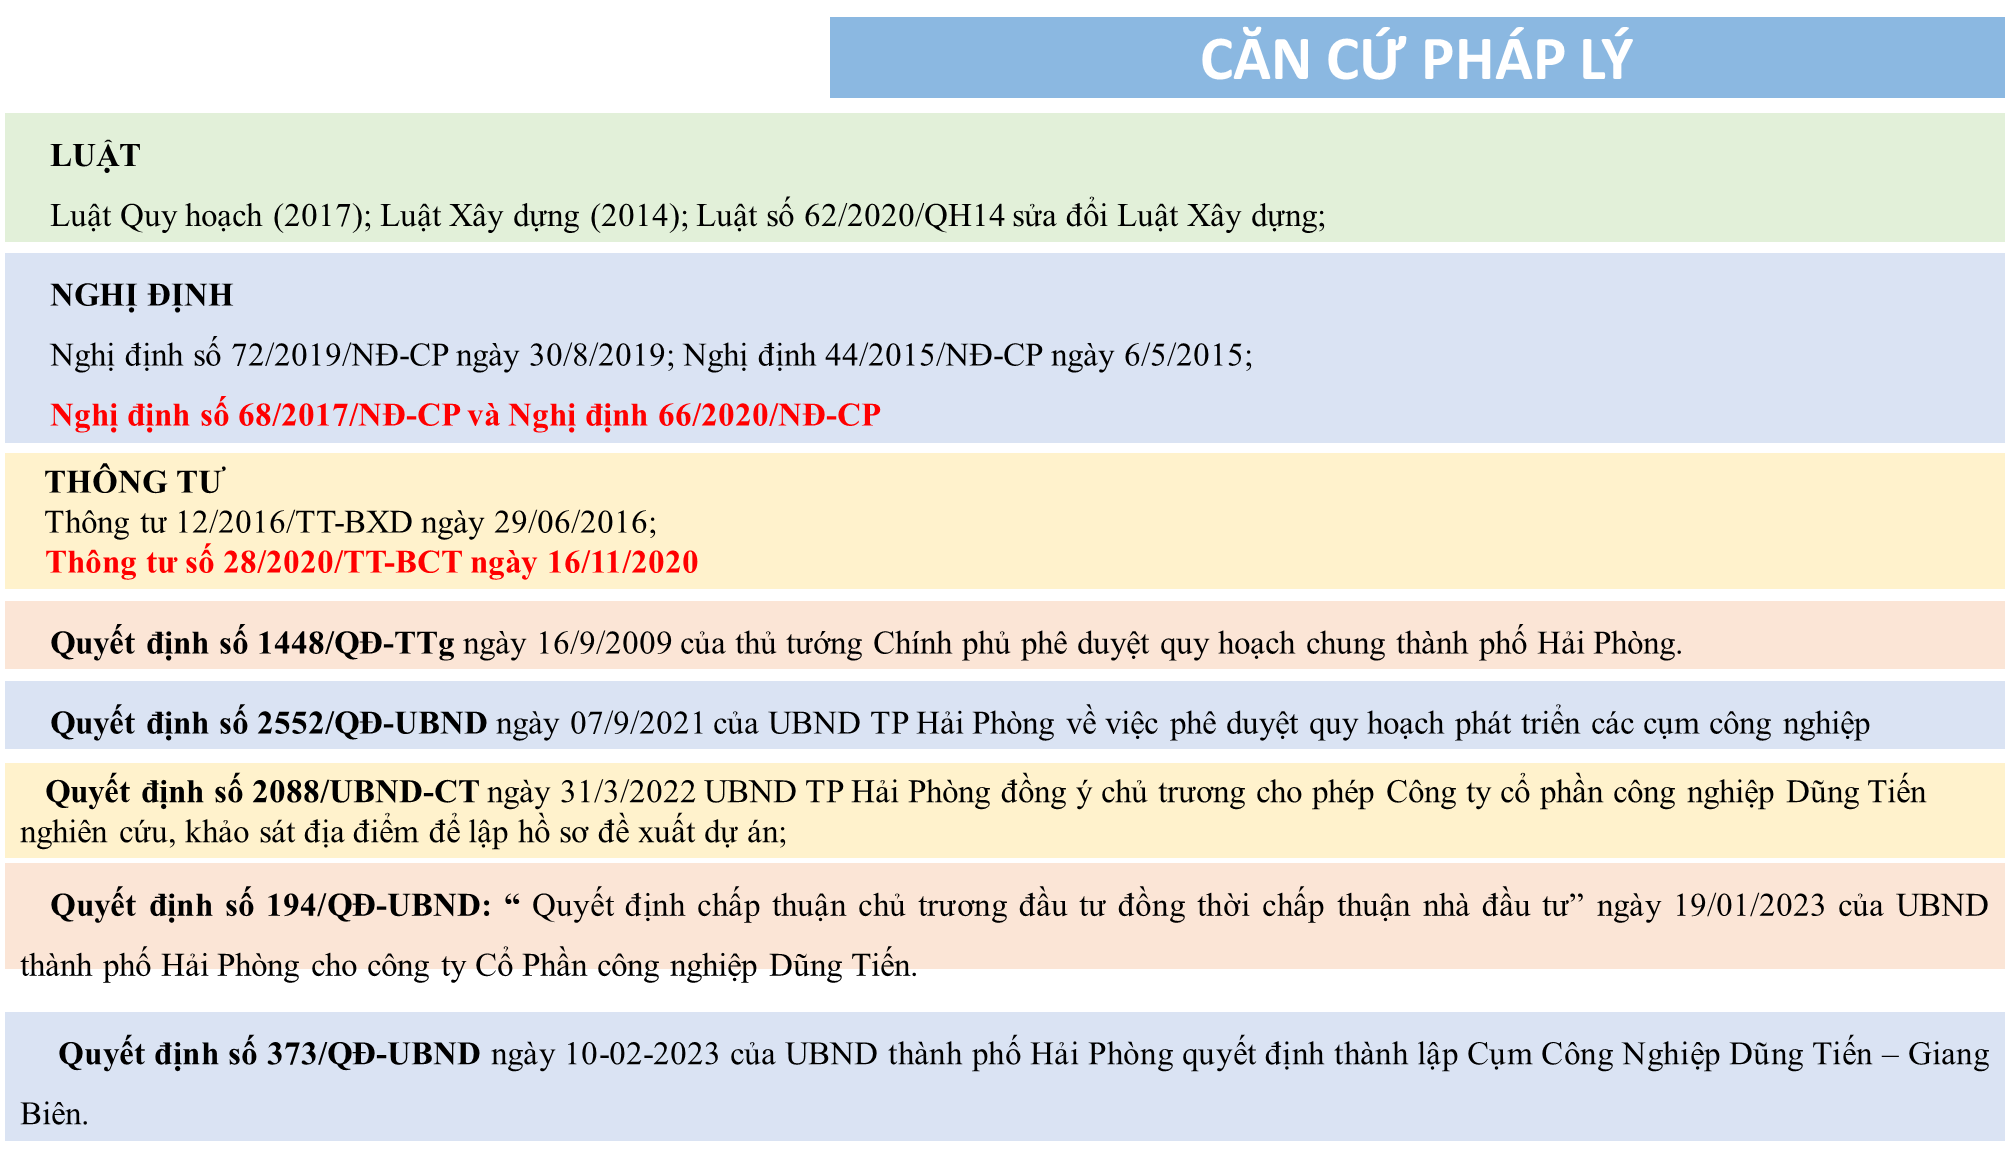 CĂN CỨ PHÁP LÝ
LUẬT
Luật Quy hoạch (2017); Luật Xây dựng (2014); Luật số 62/2020/QH14 sửa đổi Luật Xây dựng;
NGHỊ ĐỊNH
Nghị định số 72/2019/NĐ-CP ngày 30/8/2019; Nghị định 44/2015/NĐ-CP ngày 6/5/2015;
Nghị định số 68/2017/NĐ-CP và Nghị định 66/2020/NĐ-CP
THÔNG TƯ
Thông tư 12/2016/TT-BXD ngày 29/06/2016;
Thông tư số 28/2020/TT-BCT ngày 16/11/2020
Quyết định số 1448/QĐ-TTg ngày 16/9/2009 của thủ tướng Chính phủ phê duyệt quy hoạch chung thành phố Hải Phòng.
Quyết định số 2552/QĐ-UBND ngày 07/9/2021 của UBND TP Hải Phòng về việc phê duyệt quy hoạch phát triển các cụm công nghiệp
Quyết định số 2088/UBND-CT ngày 31/3/2022 UBND TP Hải Phòng đồng ý chủ trương cho phép Công ty cổ phần công nghiệp Dũng Tiến
nghiên cứu, khảo sát địa điểm để lập hồ sơ đề xuất dự án;
Quyết định số 194/QĐ-UBND: “ Quyết định chấp thuận chủ trương đầu tư đồng thời chấp thuận nhà đầu tư” ngày 19/01/2023 của UBND
thành phố Hải Phòng cho công ty Cổ Phần công nghiệp Dũng Tiến.
Quyết định số 373/QĐ-UBND ngày 10-02-2023 của UBND thành phố Hải Phòng quyết định thành lập Cụm Công Nghiệp Dũng Tiến – Giang
Biên.